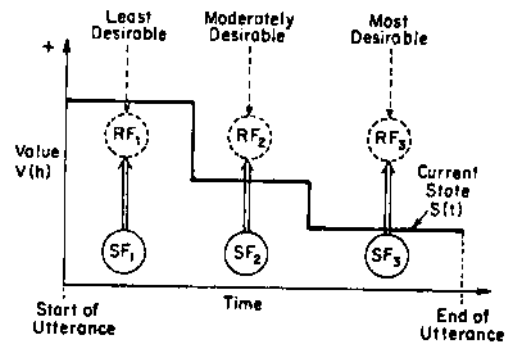 Least
Desirable
Moderately
Desirable
Most
Desirable
+
Value
V(h)
RF1
RF2
RF3
Current
State
S(t)
SF1
SF2
SF3
Start of
Utterance
Time
End of
Utterance